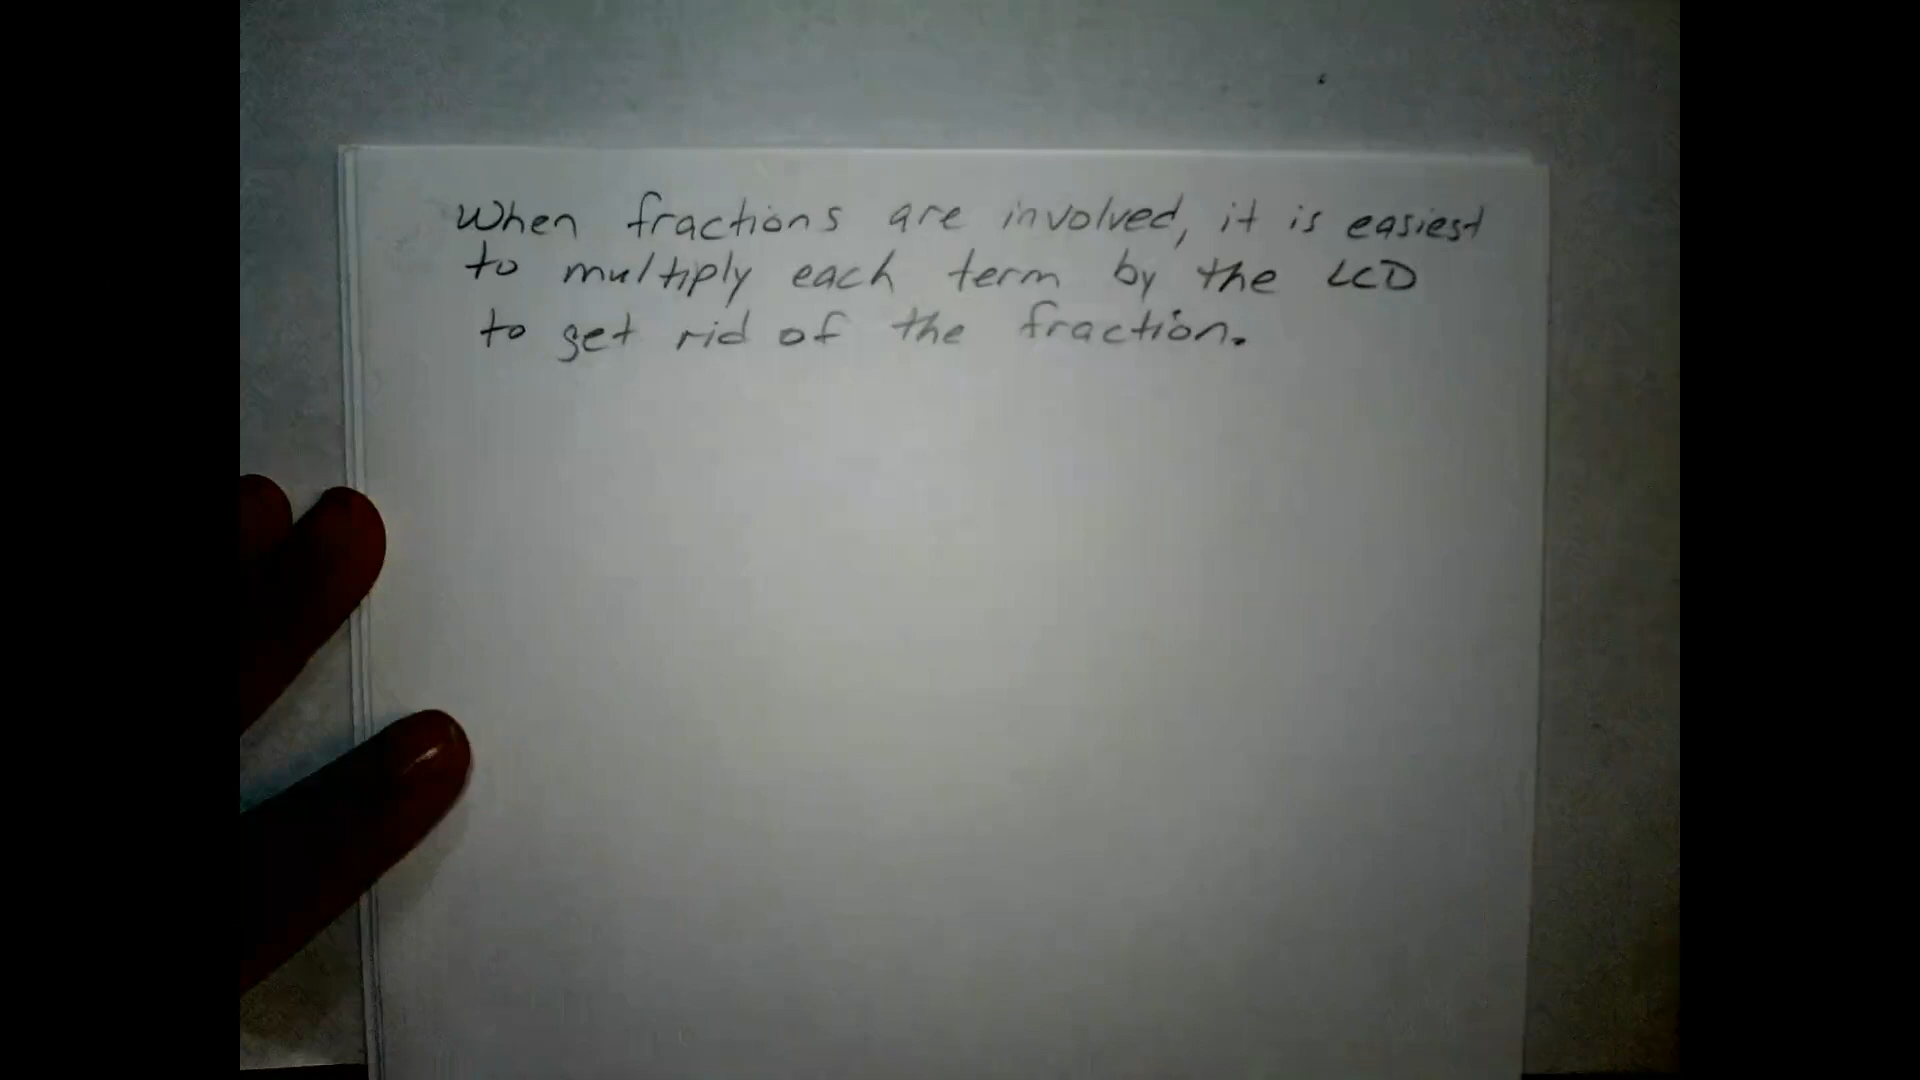 When fractions are involved, it is easiest
to multiply each term by the LCD
to get rid of the fraction.